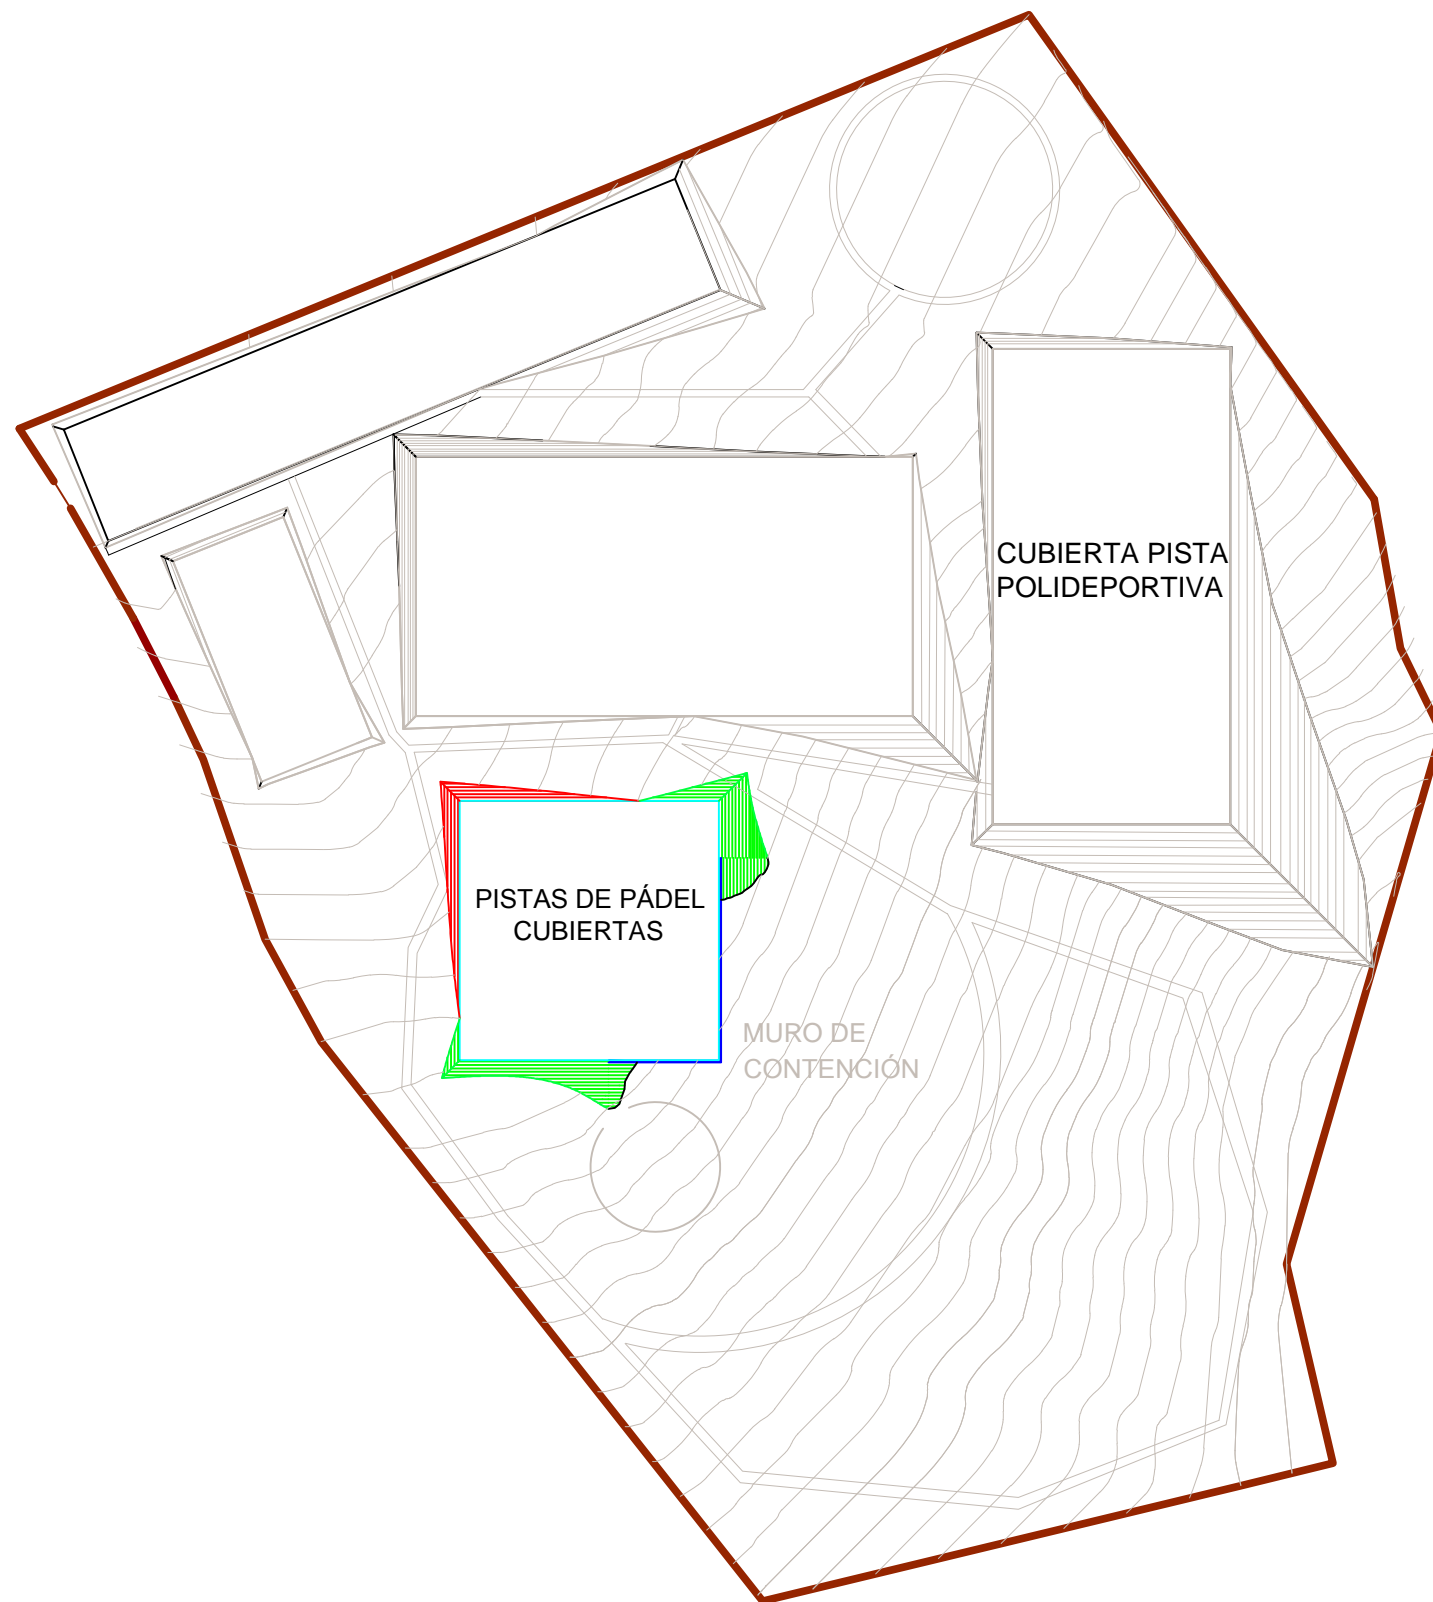 CUBIERTA PISTA
POLIDEPORTIVA
PISTAS DE PÁDEL
CUBIERTAS
MURO DE
CONTENCIÓN